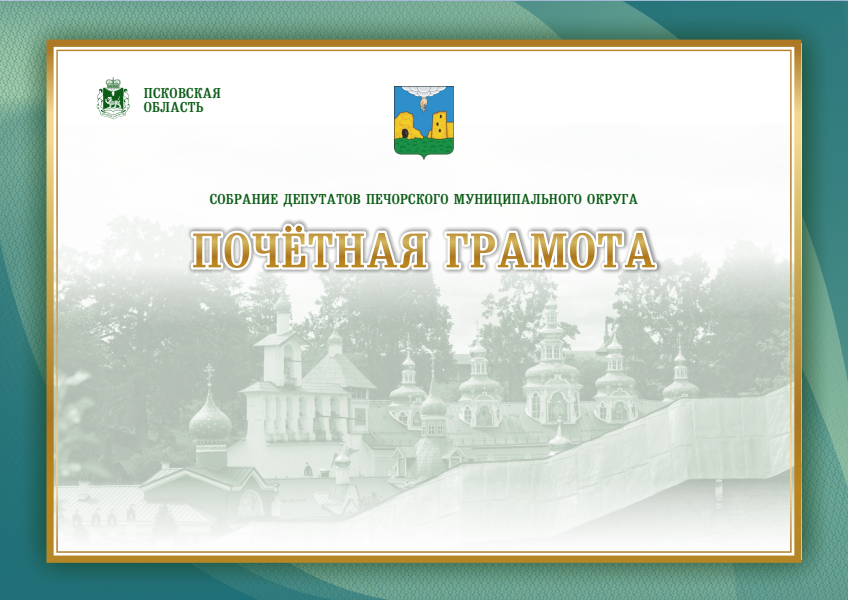 ПСКОВСКАЯ
ОБЛАСТЬ
СОБРАНИЕ ДЕПУТАТОВ ПЕЧОРСКОГО МУНИЦИПАЛЬНОГО ОКРУГА
ПОЧЁТНАЯ ГРАМОТА